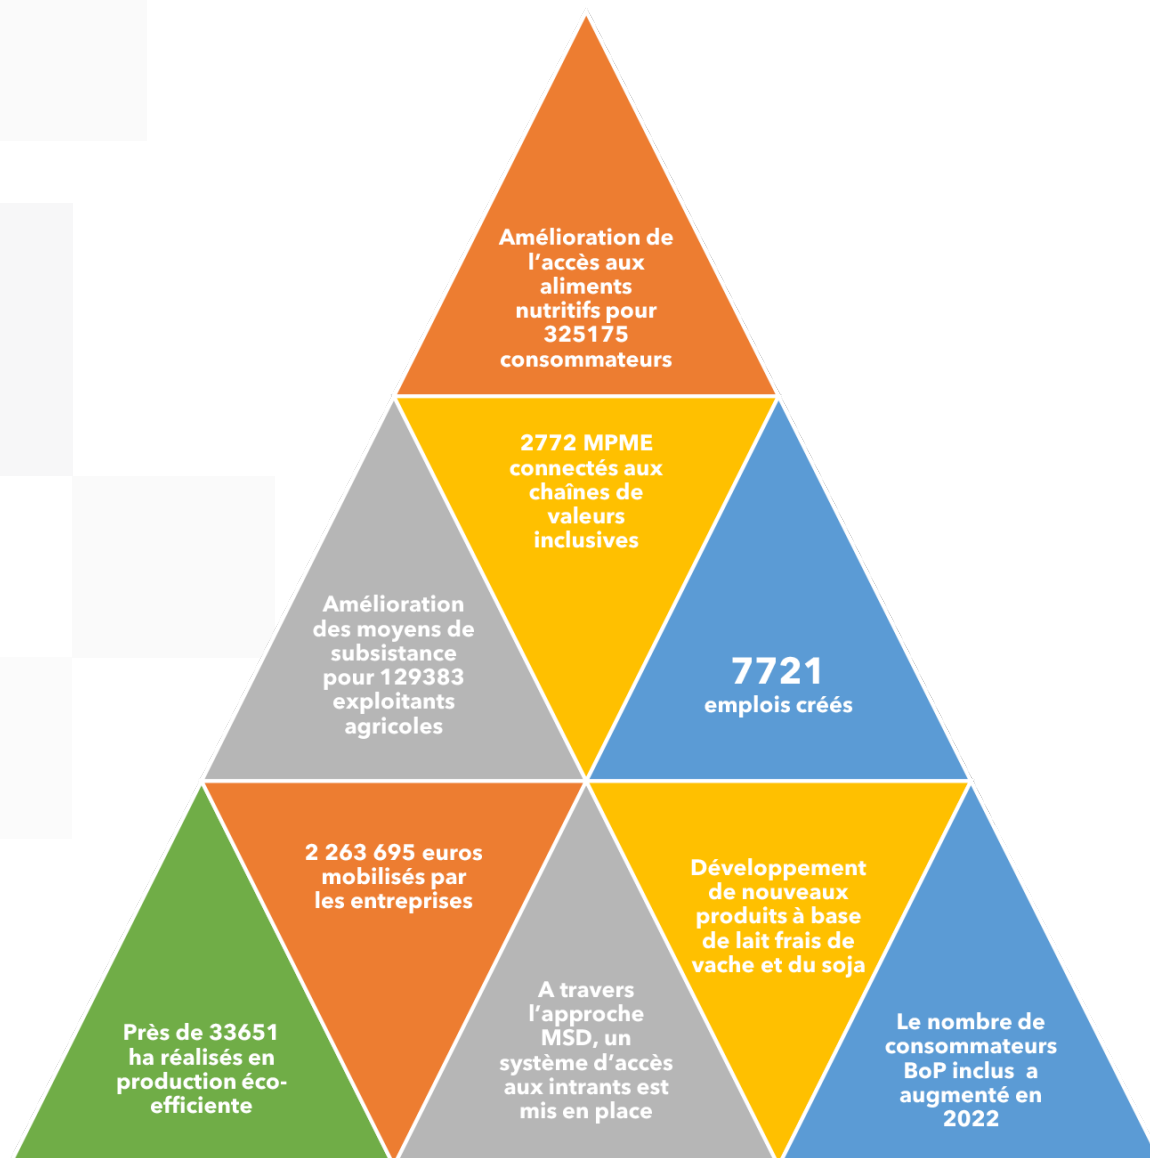 Amélioration de
l'accès aux
aliments
nutritifs pour
325175
consommateurs
2772 MPME
connectés aux
chaînes de
valeurs
inclusives
Amélioration
des moyens de
subsistance
pour 129383
exploitants
agricoles
7721
emplois créés
2 263 695 euros
mobilisés par
les entreprises
Développement
de nouveaux
produits à base
de lait frais de
vache et du soja
Près de 33651
ha réalisés en
production éco-
efficiente
A travers
l'approche
MSD, un
système d'accès
aux intrants est
mis en place
Le nombre de
consommateurs
BoP inclus  a
augmenté en
2022